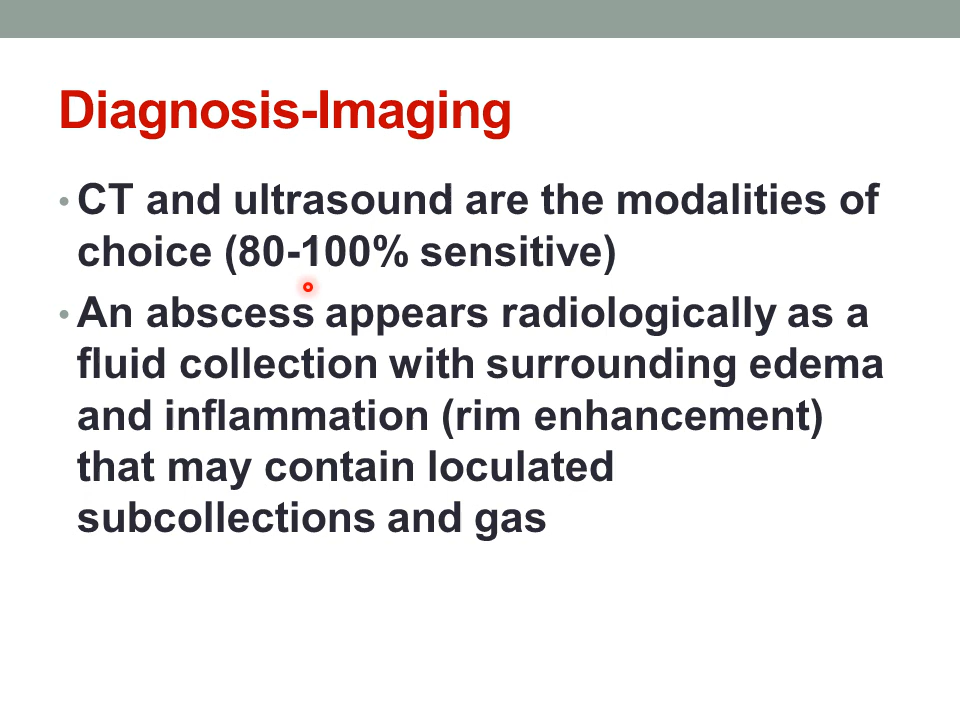 Diagnosis-Imaging
• CT and ultrasound are the modalities of
choice (80-100% sensitive)
• An abscess appears radiologically as a
fluid collection with surrounding edema
and inflammation (rim enhancement)
that may contain loculated
subcollections and gas